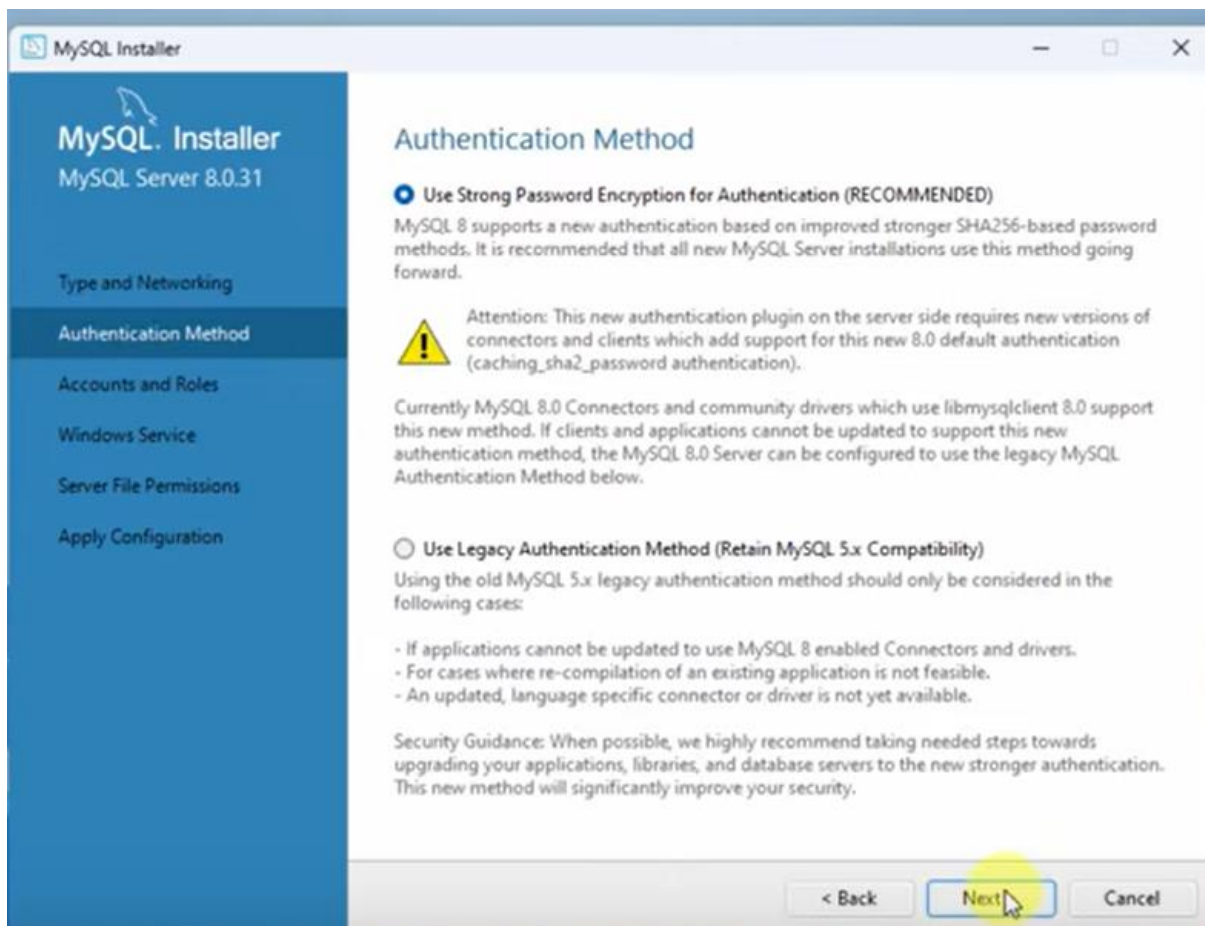 MySQL Installer
MySQL. Installer
MySQL Server 8.0.31
Type and Networking
Authentication Method
Accounts and Roles
Windows Service
Server File Permissions
Apply Configuration
Authentication Method
Use Strong Password Encryption for Authentication (RECOMMENDED)
MySQL 8 supports a new authentication based on improved stronger SHA256-based password
methods. It is recommended that all new MySQL Server installations use this method going
forward.
Attention: This new authentication plugin on the server side requires new versions of
connectors and clients which add support for this new 8.0 default authentication
(caching_sha2_password authentication).
Currently MySQL 8.0 Connectors and community drivers which use libmysqlclient 8.0 support
this new method. If clients and applications cannot be updated to support this new
authentication method, the MySQL 8.0 Server can be configured to use the legacy MySQL
Authentication Method below.
Use Legacy Authentication Method (Retain MySQL 5.x Compatibility)
Using the old MySQL 5.x legacy authentication method should only be considered in the
following cases:
- If applications cannot be updated to use MySQL 8 enabled Connectors and drivers.
- For cases where re-compilation of an existing application is not feasible.
- An updated, language specific connector or driver is not yet available.
Security Guidance: When possible, we highly recommend taking needed steps towards
upgrading your applications, libraries, and database servers to the new stronger authentication.
This new method will significantly improve your security.
< Back
Next
Cancel